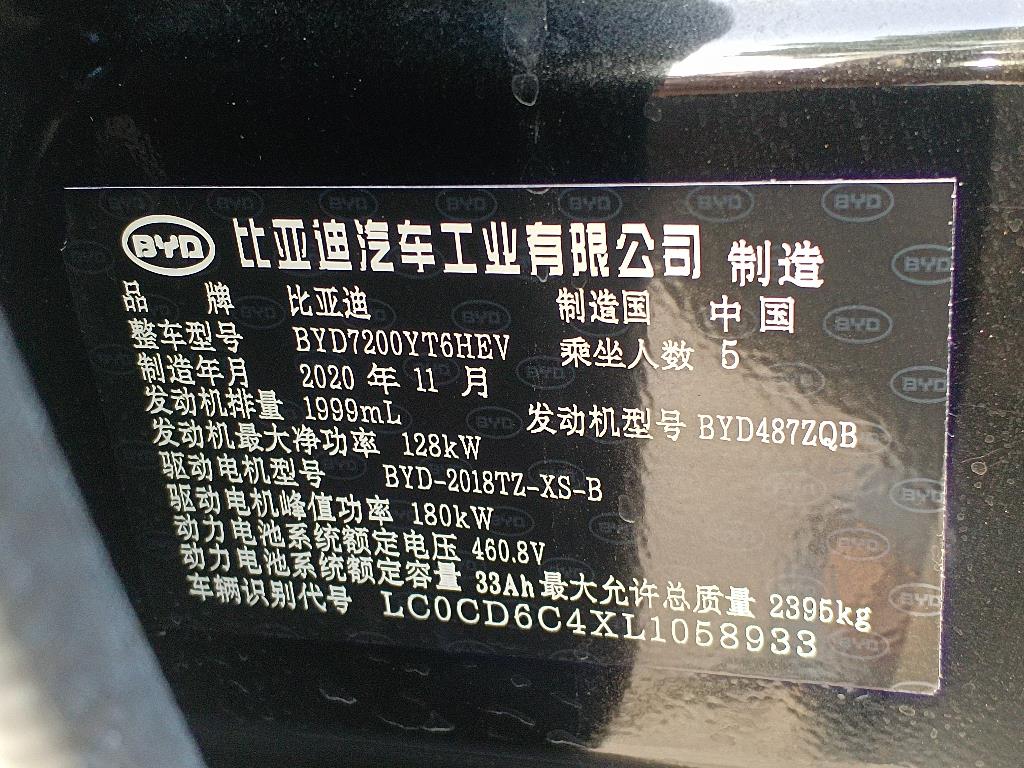 BYD 比亚迪汽车工业有限公司 制造
品 牌 比亚迪 制造国 中国
整车型号 BYD7200YT6HEV 乘坐人数 5
制造年月 2020 年 11 月
发动机排量 1999mL 发动机型号 BYD487ZQB
发动机最大净功率 128kW
驱动电机型号 BYD-2018TZ-XS-B
驱动电机峰值功率 180kW
动力电池系统额定电压 460.8V
动力电池系统额定容量 33Ah 最大允许总质量 2395kg
车辆识别代号 LC0CD6C4XL1058933